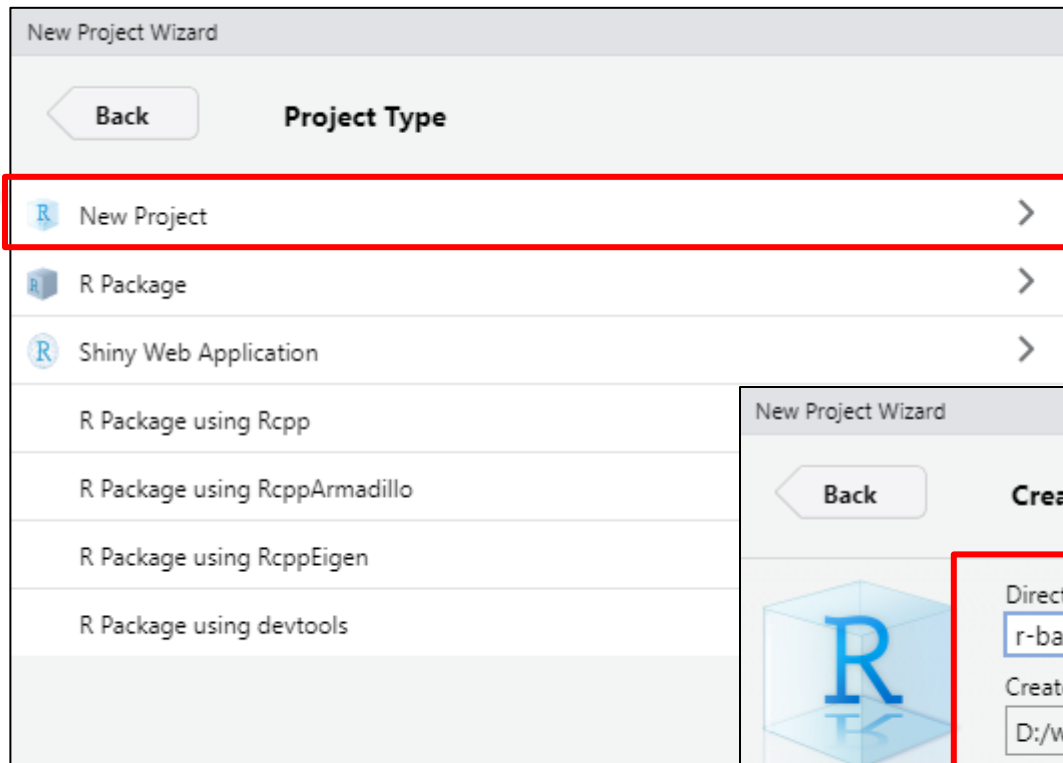 New Project Wizard
Back
Project Type
R
New Project
R
R Package
R
Shiny Web Application
R Package using Rcpp
R Package using RcppArmadillo
R Package using RcppEigen
R Package using devtools
New Project Wizard
Back
R
D:/